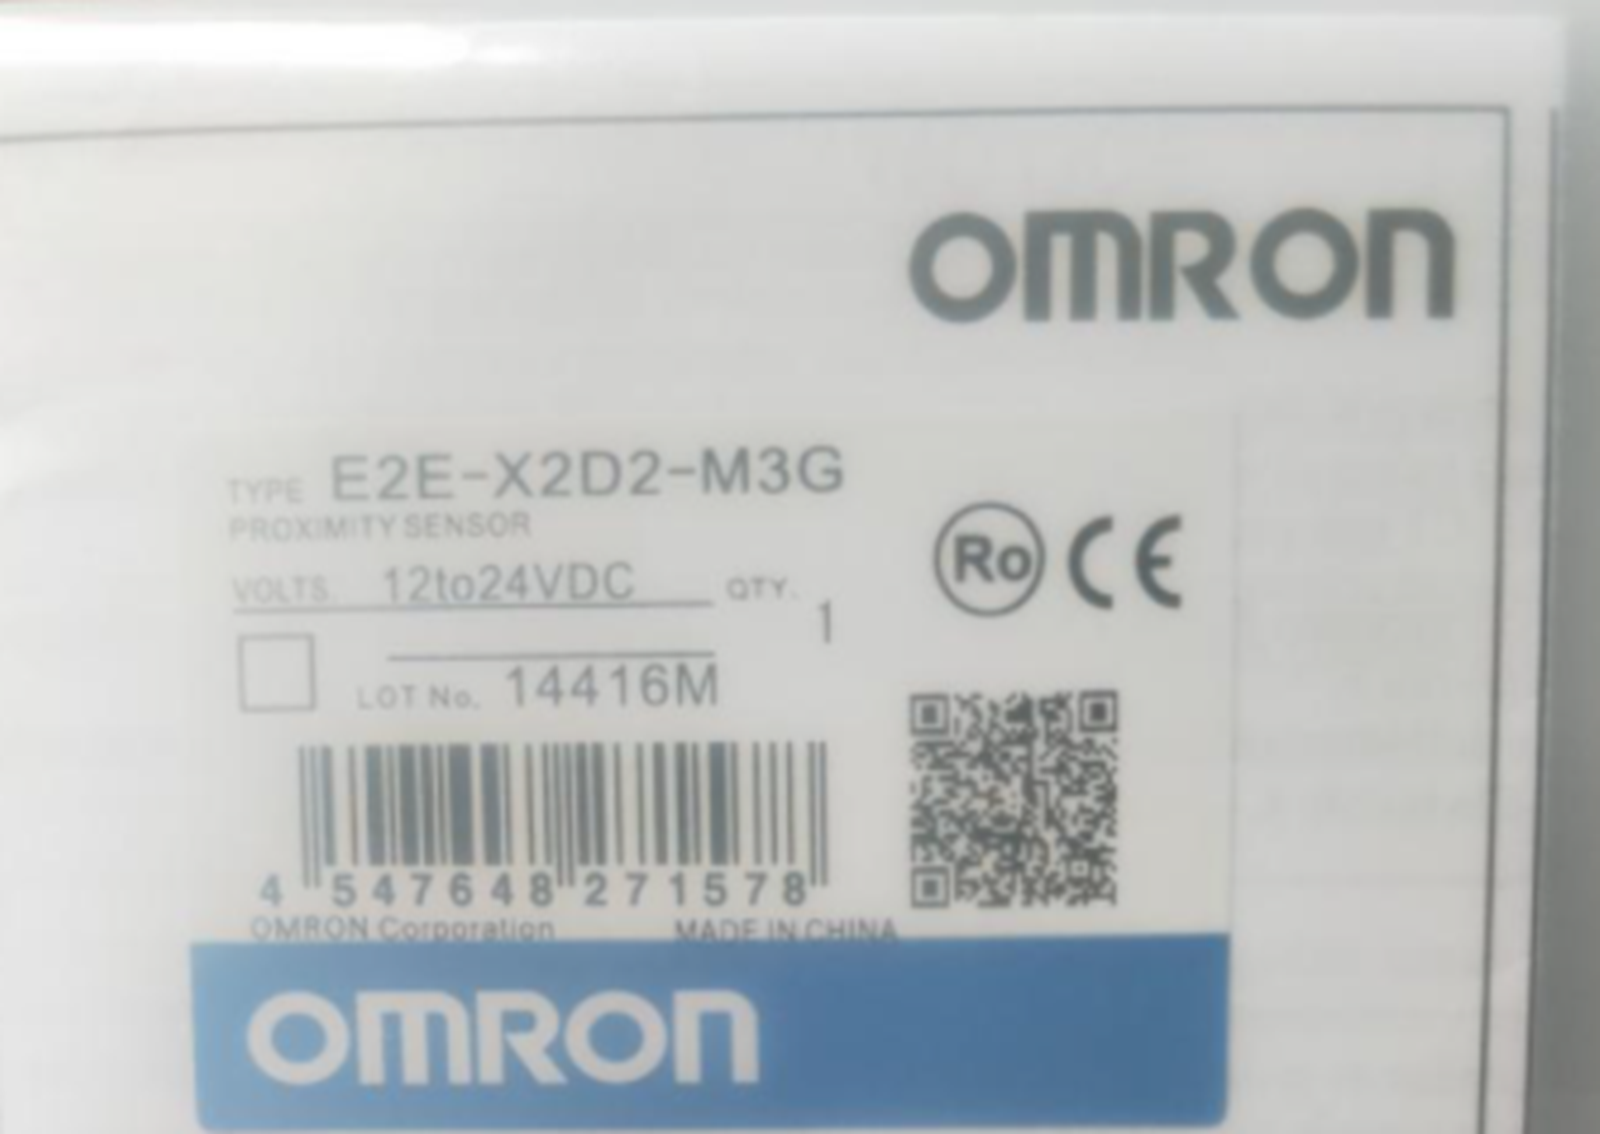 OMRON
TYPE E2E-X2D2-M3G
PROXIMITY SENSOR
VOLTS. 12to24VDC QTY. 1
LOT No. 14416M
Ro CE
4 547648 271578
OMRON Corporation MADE IN CHINA
OMRON